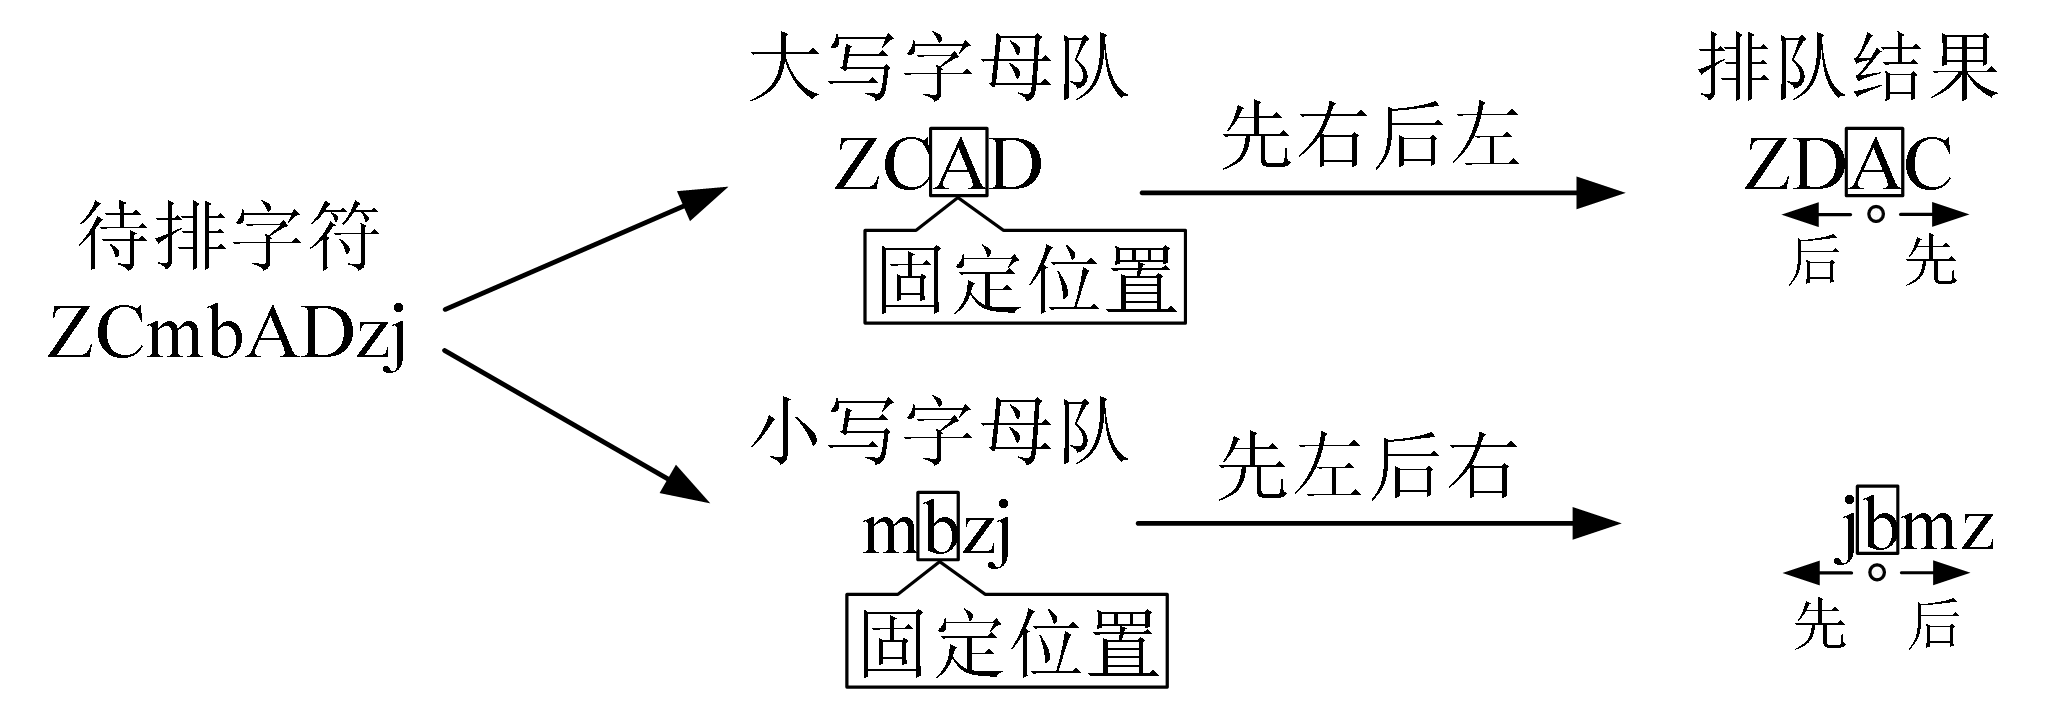 待排字符
ZCmbADzj
大写字母队
ZCAD
固定位置
先右后左
排队结果
ZDAC
后 先
小写字母队
mbzj
固定位置
先左后右
jbmz
先 后